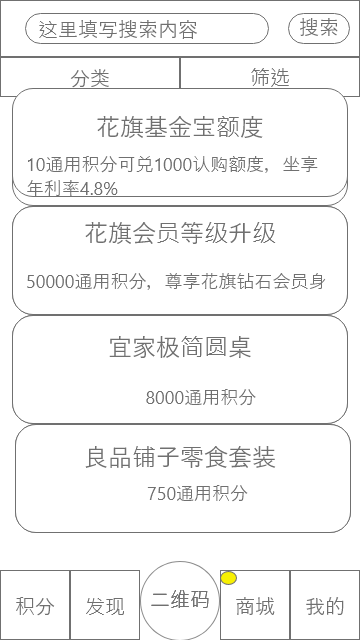 这里填写搜索内容 搜索
分类 筛选
花旗基金宝额度
10通用积分可兑1000认购额度，坐享
年利率4.8%
花旗会员等级升级
50000通用积分，尊享花旗钻石会员身
宜家极简圆桌
8000通用积分
良品铺子零食套装
750通用积分
积分 发现 二维码 商城 我的